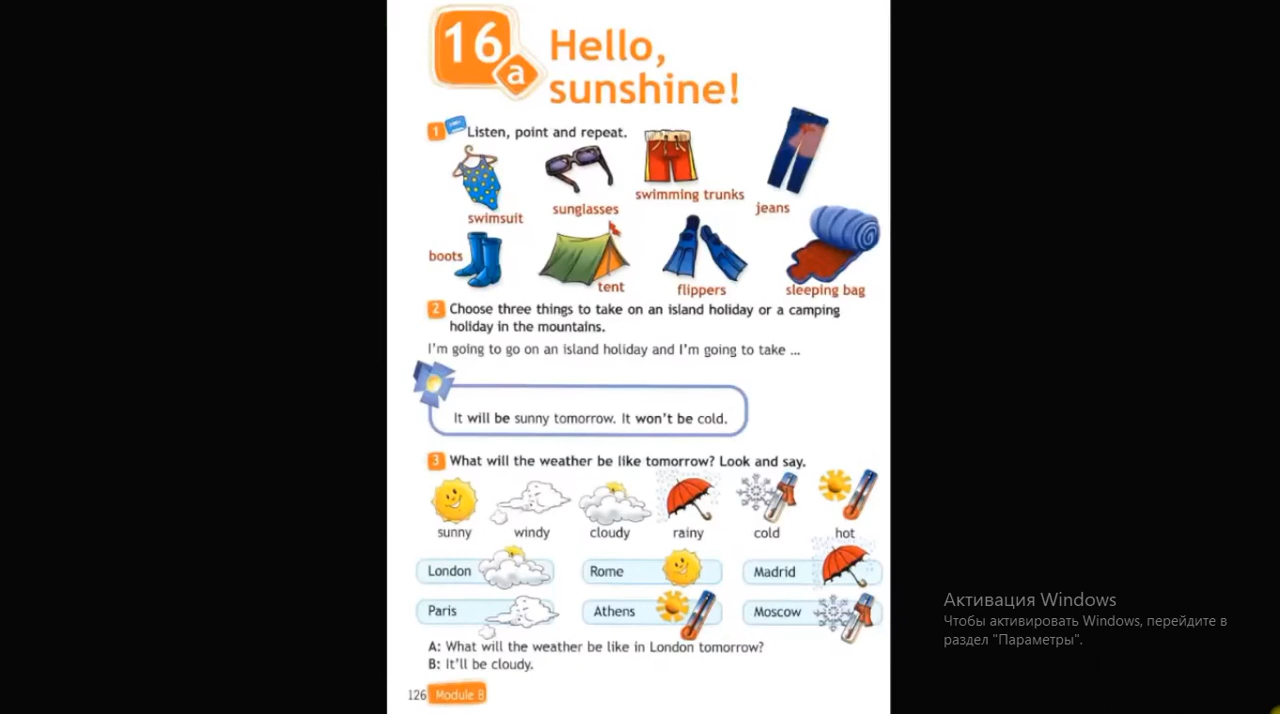 16
a
Hello,
sunshine!
1 Listen, point and repeat.
swimsuit
sunglasses
swimming trunks
jeans
boots
tent
flippers
sleeping bag
2 Choose three things to take on an island holiday or a camping
holiday in the mountains.
I'm going to go on an island holiday and I'm going to take ...
It will be sunny tomorrow. It won't be cold.
3 What will the weather be like tomorrow? Look and say.
sunny windy cloudy rainy cold hot
London Rome Madrid
Paris Athens Moscow
A: What will the weather be like in London tomorrow?
B: It'll be cloudy.
126 Module 8
Активация Windows
Чтобы активировать Windows, перейдите в
раздел "Параметры".